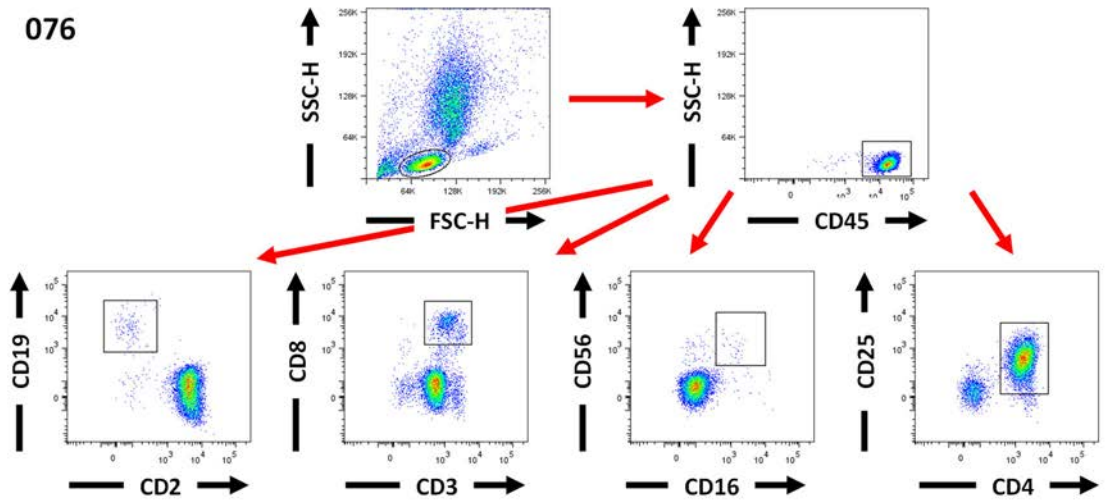 076
SSC-H
256K
192K
128K
64K
64K 128K 192K 256K
FSC-H
SSC-H
256K
192K
128K
64K
0 10³ 10⁴ 10⁵
CD45
CD19
10⁵
10⁴
10³
0
0 10³ 10⁴ 10⁵
CD2
CD8
10⁵
10⁴
10³
0
0 10³ 10⁴ 10⁵
CD3
CD56
10⁵
10⁴
10³
0
0 10³ 10⁴ 10⁵
CD16
CD25
10⁵
10⁴
10³
0
0 10³ 10⁴ 10⁵
CD4